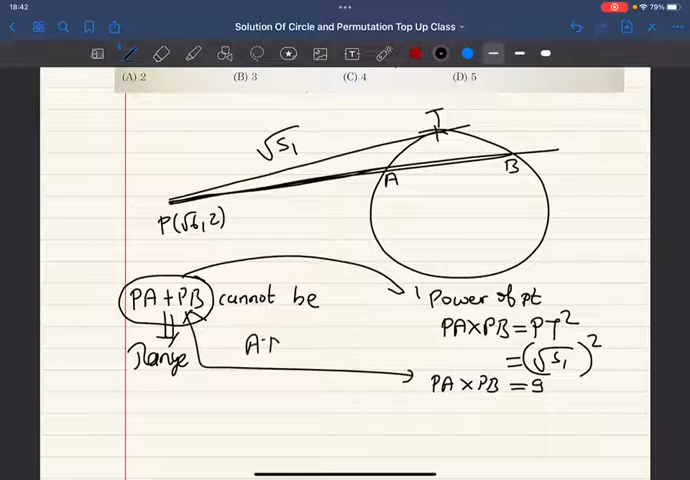 18:42
79%
Solution Of Circle and Permutation Top Up Class
(A) 2 (B) 3 (C) 4 (D) 5
T
√S₁
A
B
P(√6,2)
PA+PB cannot be
Range
A·M
Power of pt
PA×PB=PT²
=(√S₁)²
PA×PB=9